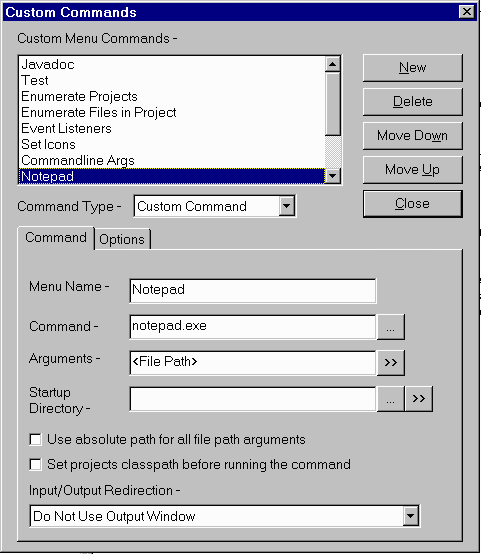 Custom Commands
Custom Menu Commands -
Javadoc
Test
Enumerate Projects
Enumerate Files in Project
Event Listeners
Set Icons
Commandline Args
Notepad
New
Delete
Move Down
Move Up
Close
Command Type -
Custom Command
Command
Options
Menu Name -
Notepad
Command -
notepad.exe
...
Arguments -
<File Path>
>>
Startup
Directory -
...
>>
Use absolute path for all file path arguments
Set projects classpath before running the command
Input/Output Redirection -
Do Not Use Output Window